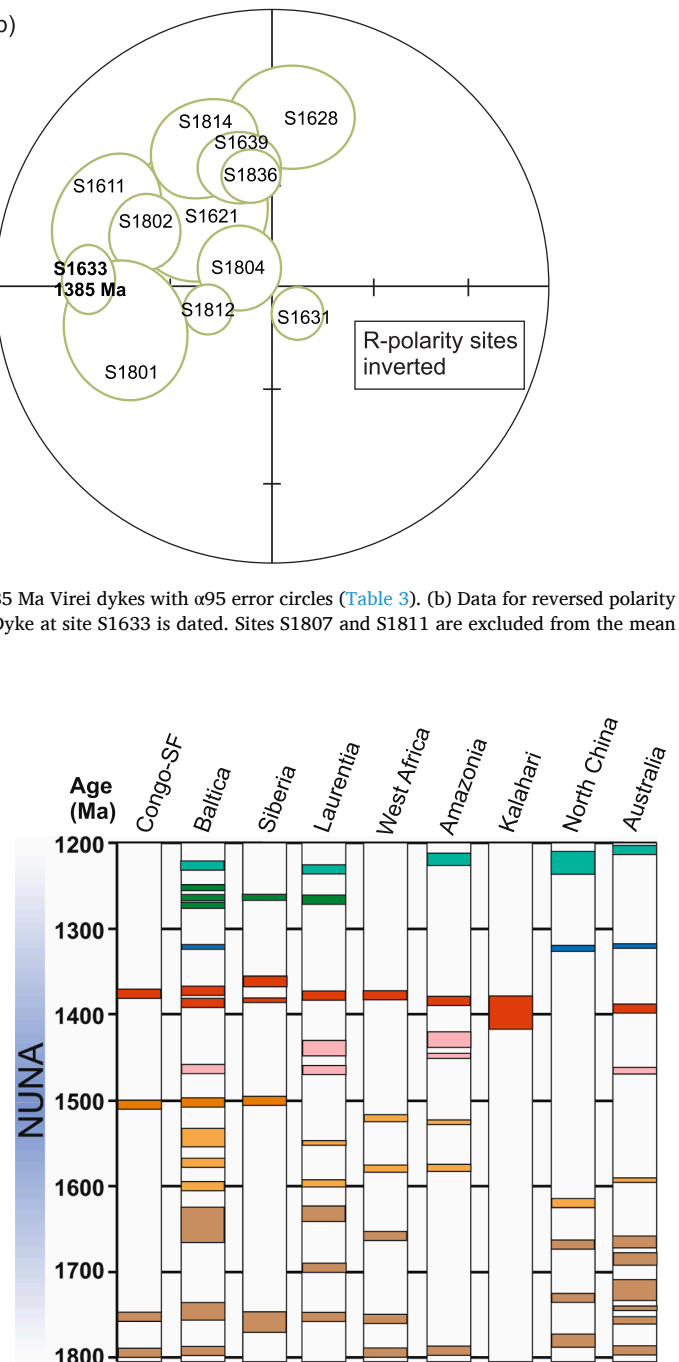 b)
S1628
S1814
S1639
S1836
S1611
S1802
S1621
S1804
S1633
1385 Ma
S1812
S1631
R-polarity sites
inverted
S1801
85 Ma Virei dykes with α95 error circles (Table 3). (b) Data for reversed polarity
Dyke at site S1633 is dated. Sites S1807 and S1811 are excluded from the mean
Age
(Ma)
Congo-SF
Baltica
Siberia
Laurentia
West Africa
Amazonia
Kalahari
North China
Australia
1200
1300
1400
NUNA
1500
1600
1700
1800